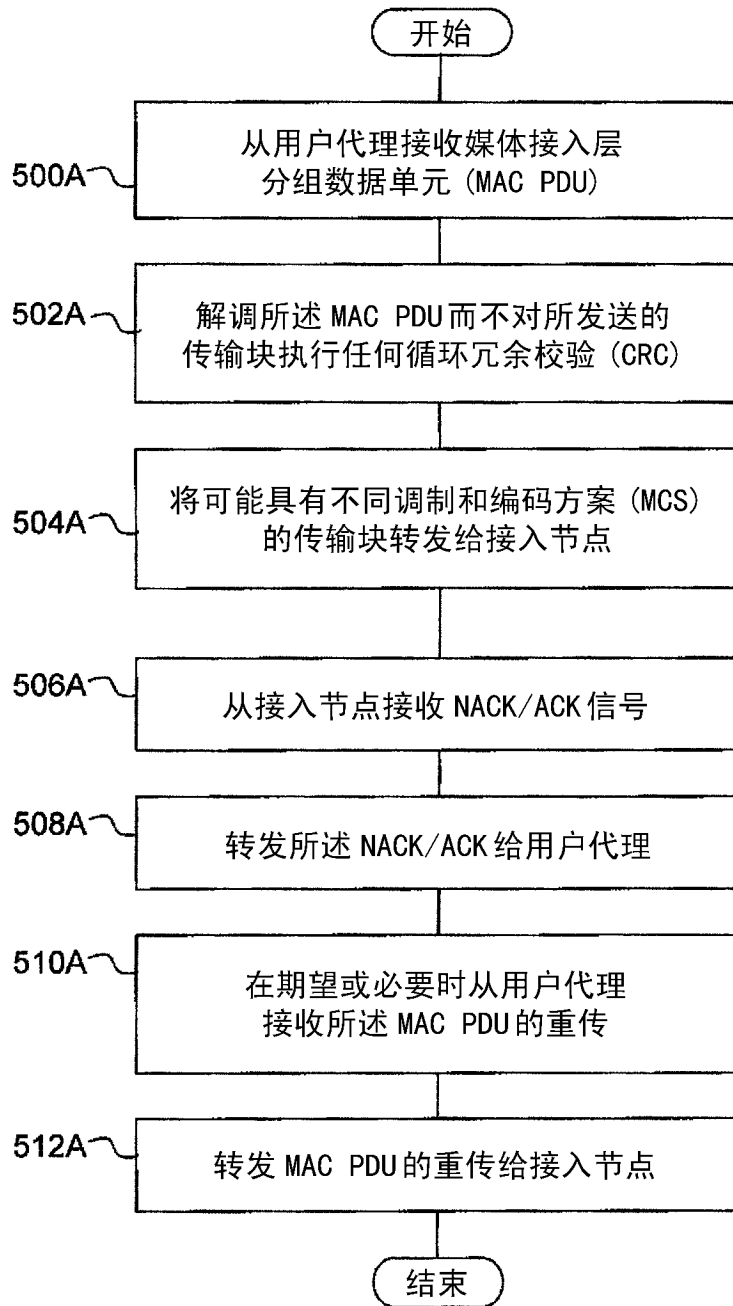 开始
500A
从用户代理接收媒体接入层
分组数据单元 (MAC PDU)
502A
解调所述 MAC PDU 而不对所发送的
传输块执行任何循环冗余校验 (CRC)
504A
将可能具有不同调制和编码方案 (MCS)
的传输块转发给接入节点
506A
从接入节点接收 NACK/ACK 信号
508A
转发所述 NACK/ACK 给用户代理
510A
在期望或必要时从用户代理
接收所述 MAC PDU 的重传
512A
转发 MAC PDU 的重传给接入节点
结束